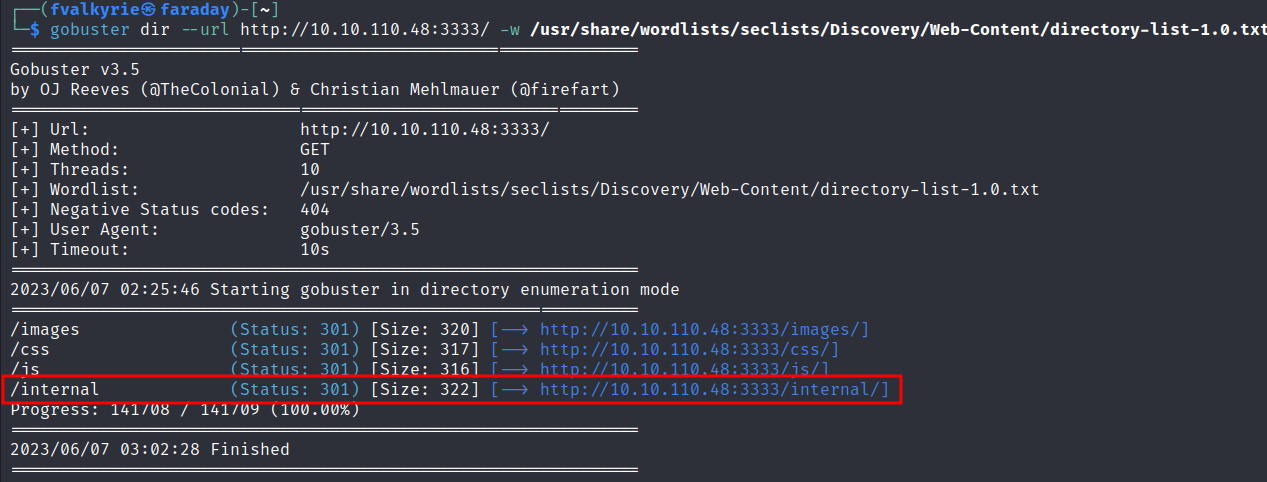 ┌──(fvalkyrie㉿faraday)-[~]
└─$ gobuster dir --url http://10.10.110.48:3333/ -w /usr/share/wordlists/seclists/Discovery/Web-Content/directory-list-1.0.txt
===============================================================
Gobuster v3.5
by OJ Reeves (@TheColonial) & Christian Mehlmauer (@firefart)
===============================================================
[+] Url:                     http://10.10.110.48:3333/
[+] Method:                  GET
[+] Threads:                 10
[+] Wordlist:                /usr/share/wordlists/seclists/Discovery/Web-Content/directory-list-1.0.txt
[+] Negative Status codes:   404
[+] User Agent:              gobuster/3.5
[+] Timeout:                 10s
===============================================================
2023/06/07 02:25:46 Starting gobuster in directory enumeration mode
===============================================================
/images               (Status: 301) [Size: 320] [--> http://10.10.110.48:3333/images/]
/css                  (Status: 301) [Size: 317] [--> http://10.10.110.48:3333/css/]
/js                   (Status: 301) [Size: 316] [--> http://10.10.110.48:3333/js/]
/internal             (Status: 301) [Size: 322] [--> http://10.10.110.48:3333/internal/]
Progress: 141708 / 141709 (100.00%)
===============================================================
2023/06/07 03:02:28 Finished
===============================================================